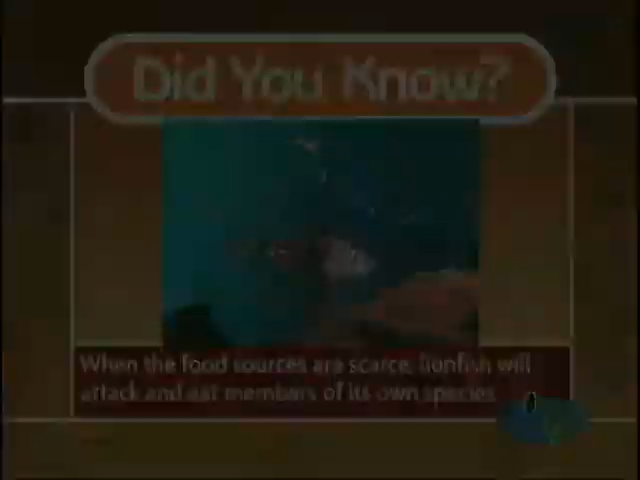 Did You Know?
When the food sources are scarce, lionfish will
attack and eat members of its own species